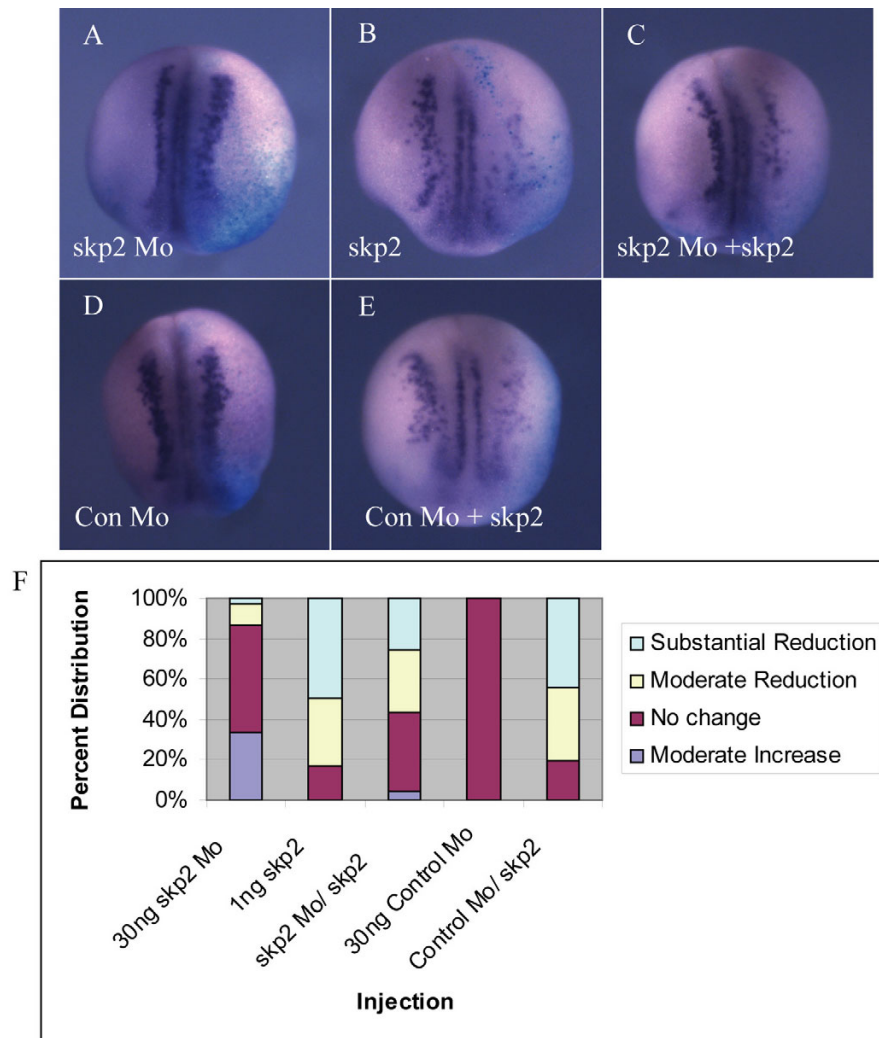 A
B
C
skp2 Mo
skp2
skp2 Mo +skp2
D
E
Con Mo
Con Mo + skp2
F
Percent Distribution
100%
80%
60%
40%
20%
0%
30ng skp2 Mo
1ng skp2
skp2 Mo/ skp2
30ng Control Mo
Control Mo/ skp2
Injection
Substantial Reduction
Moderate Reduction
No change
Moderate Increase